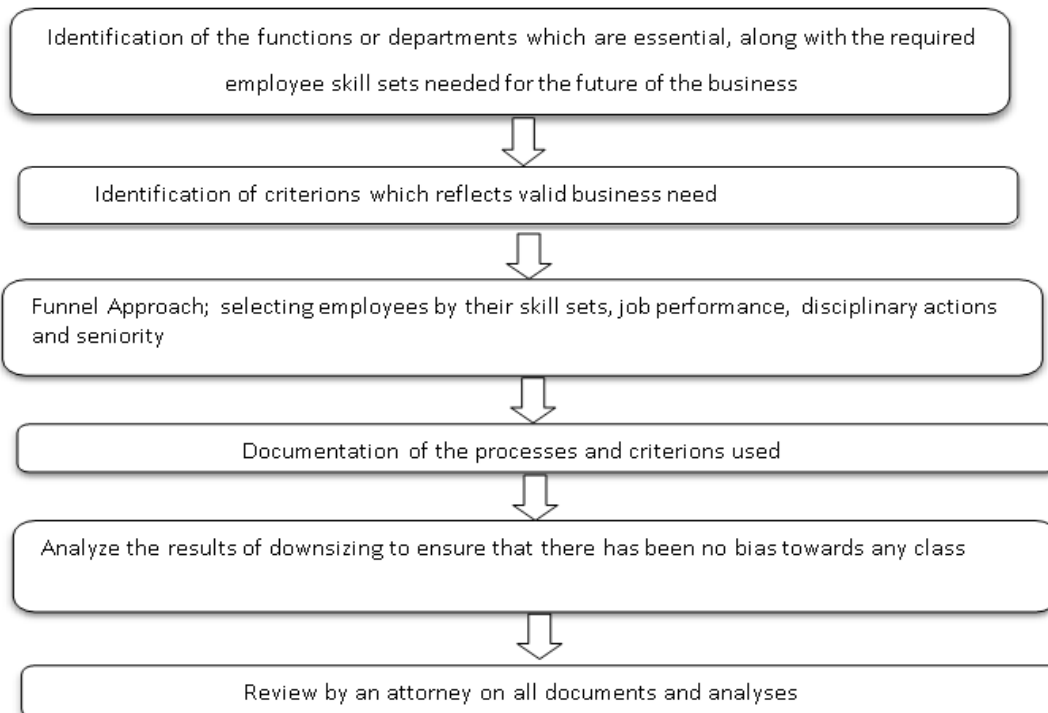 Identification of the functions or departments which are essential, along with the required
employee skill sets needed for the future of the business
Identification of criterions which reflects valid business need
Funnel Approach; selecting employees by their skill sets, job performance, disciplinary actions
and seniority
Documentation of the processes and criterions used
Analyze the results of downsizing to ensure that there has been no bias towards any class
Review by an attorney on all documents and analyses